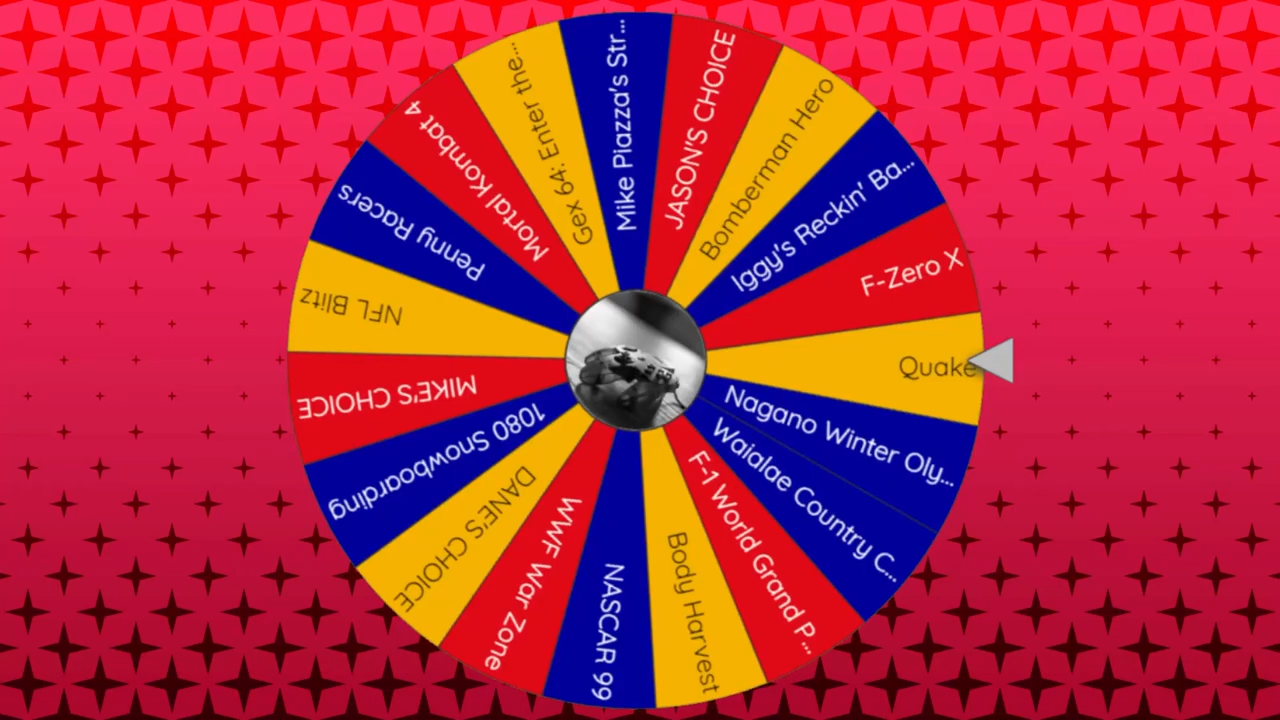 Mike Piazza's Str...
JASON'S CHOICE
Bomberman Hero
Iggy's Reckin' Ba...
F-Zero X
Quake
Nagano Winter Oly...
Waialae Country C...
F-1 World Grand P...
Body Harvest
NASCAR 99
WWF War Zone
DANE'S CHOICE
1080 Snowboarding
MIKE'S CHOICE
NFL Blitz
Penny Racers
Mortal Kombat 4
Gex 64: Enter the...